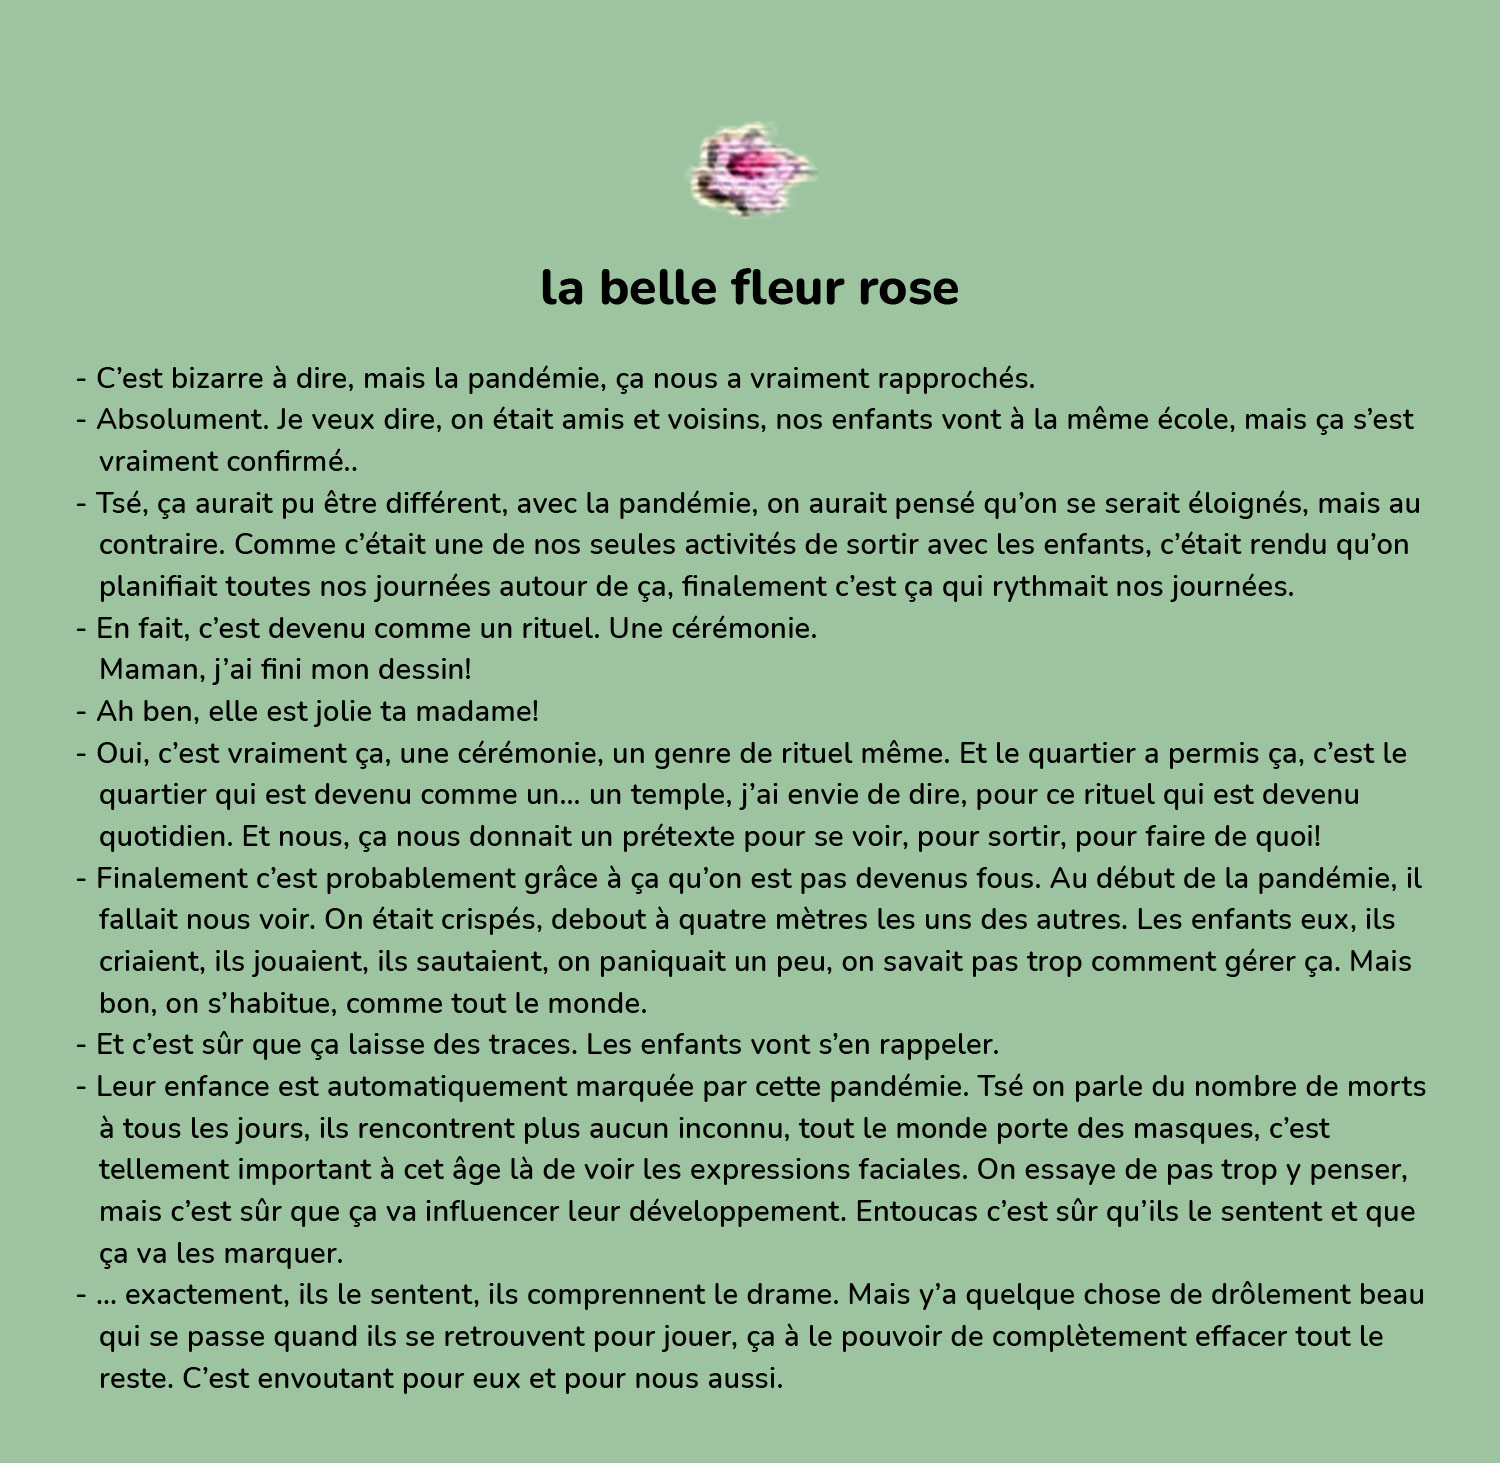 la belle fleur rose
- C’est bizarre à dire, mais la pandémie, ça nous a vraiment rapprochés.
- Absolument. Je veux dire, on était amis et voisins, nos enfants vont à la même école, mais ça s’est
vraiment confirmé..
- Tsé, ça aurait pu être différent, avec la pandémie, on aurait pensé qu’on se serait éloignés, mais au
contraire. Comme c’était une de nos seules activités de sortir avec les enfants, c’était rendu qu’on
planifiait toutes nos journées autour de ça, finalement c’est ça qui rythmait nos journées.
- En fait, c’est devenu comme un rituel. Une cérémonie.
Maman, j’ai fini mon dessin!
- Ah ben, elle est jolie ta madame!
- Oui, c’est vraiment ça, une cérémonie, un genre de rituel même. Et le quartier a permis ça, c’est le
quartier qui est devenu comme un... un temple, j’ai envie de dire, pour ce rituel qui est devenu
quotidien. Et nous, ça nous donnait un prétexte pour se voir, pour sortir, pour faire de quoi!
- Finalement c’est probablement grâce à ça qu’on est pas devenus fous. Au début de la pandémie, il
fallait nous voir. On était crispés, debout à quatre mètres les uns des autres. Les enfants eux, ils
criaient, ils jouaient, ils sautaient, on paniquait un peu, on savait pas trop comment gérer ça. Mais
bon, on s’habitue, comme tout le monde.
- Et c’est sûr que ça laisse des traces. Les enfants vont s’en rappeler.
- Leur enfance est automatiquement marquée par cette pandémie. Tsé on parle du nombre de morts
à tous les jours, ils rencontrent plus aucun inconnu, tout le monde porte des masques, c’est
tellement important à cet âge là de voir les expressions faciales. On essaye de pas trop y penser,
mais c’est sûr que ça va influencer leur développement. Entoucas c’est sûr qu’ils le sentent et que
ça va les marquer.
- ... exactement, ils le sentent, ils comprennent le drame. Mais y’a quelque chose de drôlement beau
qui se passe quand ils se retrouvent pour jouer, ça à le pouvoir de complètement effacer tout le
reste. C’est envoutant pour eux et pour nous aussi.